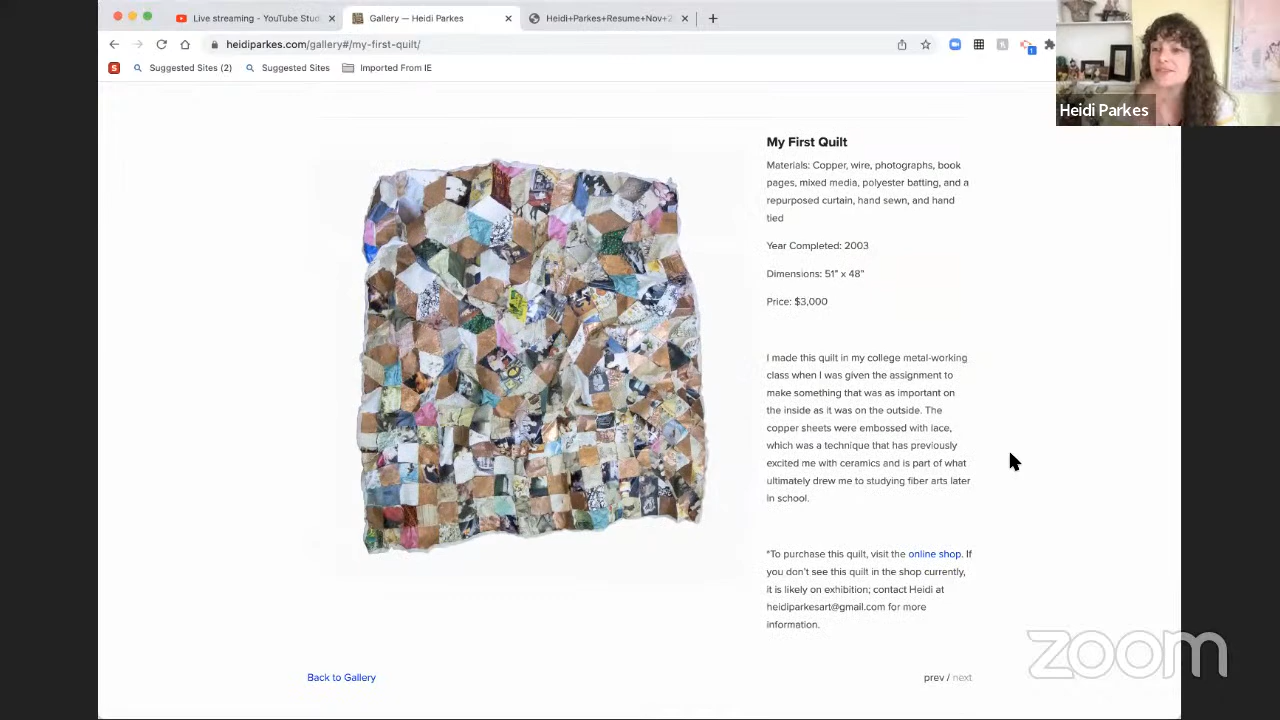 Live streaming - YouTube Stud
Gallery — Heidi Parkes
Heidi+Parkes+Resume+Nov+2
heidiparkes.com/gallery#/my-first-quilt/
1
S
Suggested Sites (2)
Suggested Sites
Imported From IE
Heidi Parkes
My First Quilt
Materials: Copper, wire, photographs, book
pages, mixed media, polyester batting, and a
repurposed curtain, hand sewn, and hand
tied
Year Completed: 2003
Dimensions: 51" x 48"
Price: $3,000
I made this quilt in my college metal-working
class when I was given the assignment to
make something that was as important on
the inside as it was on the outside. The
copper sheets were embossed with lace,
which was a technique that has previously
excited me with ceramics and is part of what
ultimately drew me to studying fiber arts later
in school.
*To purchase this quilt, visit the online shop. If
you don't see this quilt in the shop currently,
it is likely on exhibition; contact Heidi at
heidiparkesart@gmail.com for more
information.
Back to Gallery
prev / next
zoom